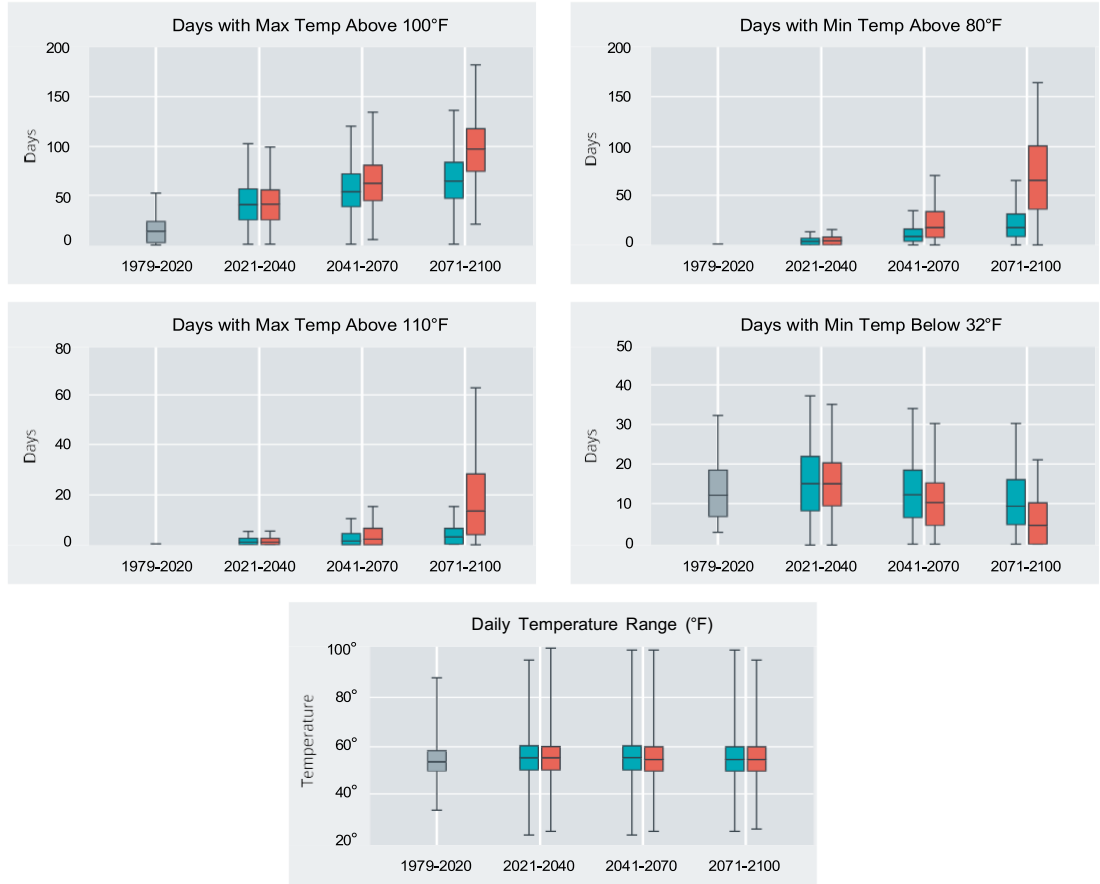 Days with Max Temp Above 100°F
200
150
100
50
0
Days
1979-2020 2021-2040 2041-2070 2071-2100
Days with Min Temp Above 80°F
200
150
100
50
0
Days
1979-2020 2021-2040 2041-2070 2071-2100
Days with Max Temp Above 110°F
80
60
40
20
0
Days
1979-2020 2021-2040 2041-2070 2071-2100
Days with Min Temp Below 32°F
50
40
30
20
10
0
Days
1979-2020 2021-2040 2041-2070 2071-2100
Daily Temperature Range (°F)
100°
80°
60°
40°
20°
Temperature
1979-2020 2021-2040 2041-2070 2071-2100